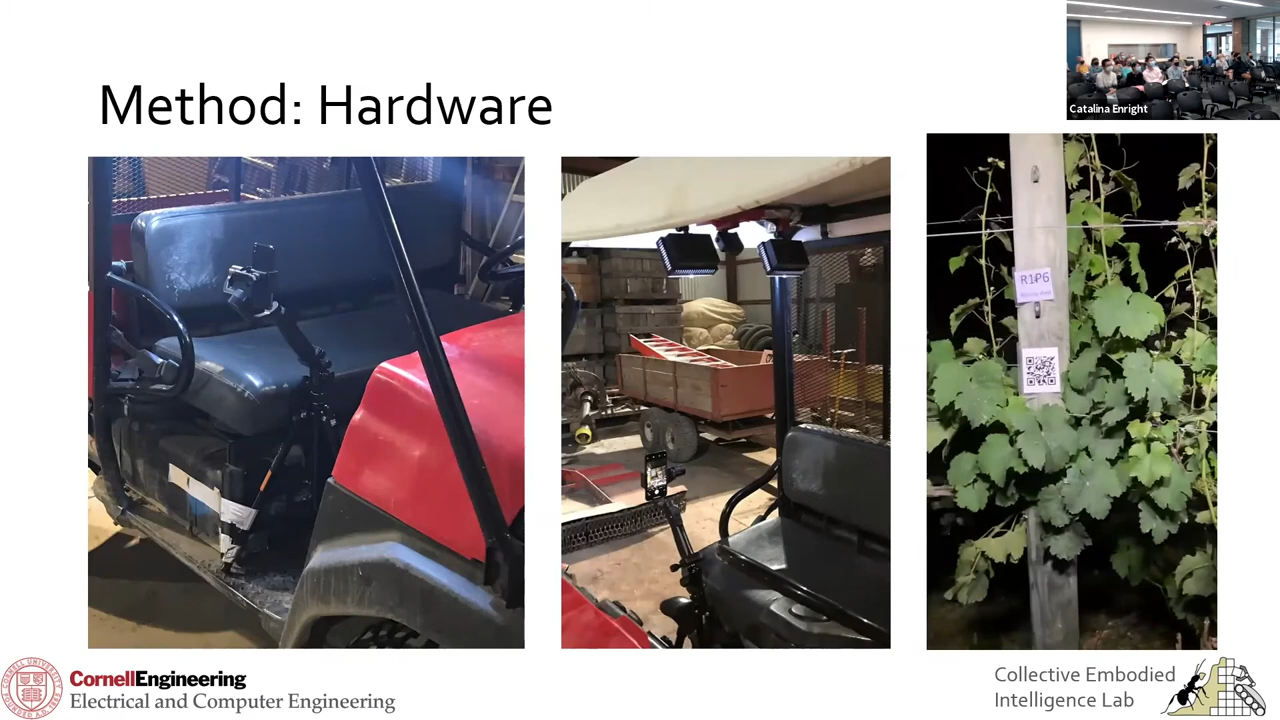 Method: Hardware
Catalina Enright
R1P6
CornellEngineering
Electrical and Computer Engineering
Collective Embodied
Intelligence Lab